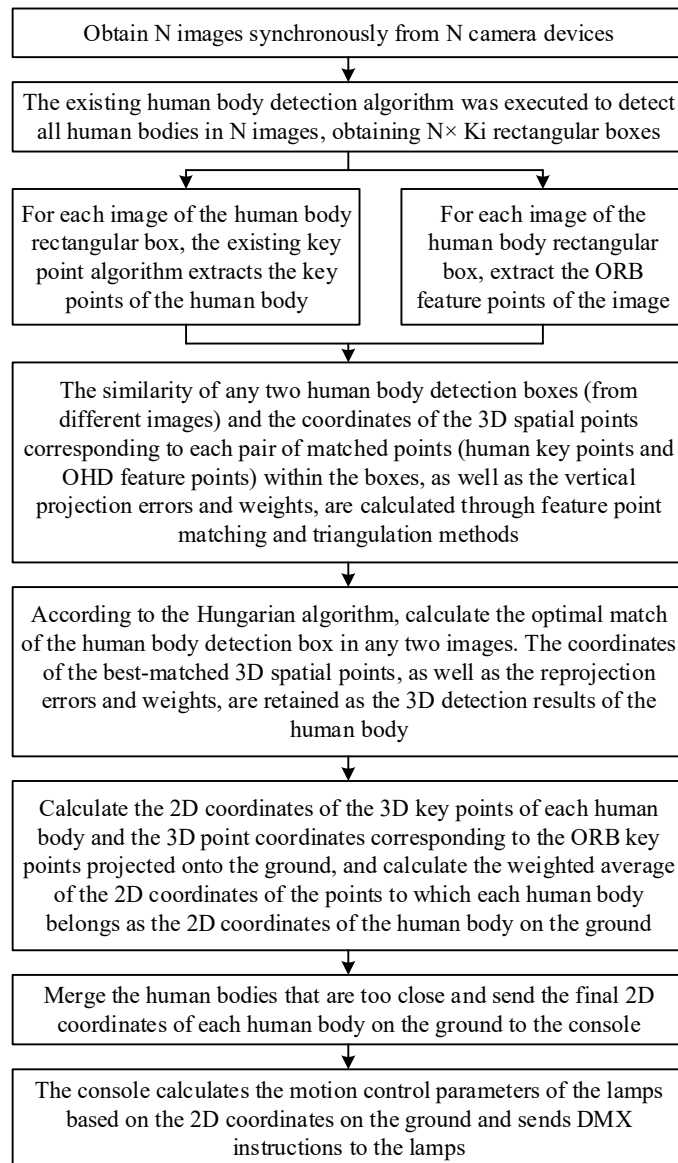 Obtain N images synchronously from N camera devices
The existing human body detection algorithm was executed to detect
all human bodies in N images, obtaining N× Ki rectangular boxes
For each image of the human body
rectangular box, the existing key
point algorithm extracts the key
points of the human body
For each image of the
human body rectangular
box, extract the ORB
feature points of the image
The similarity of any two human body detection boxes (from
different images) and the coordinates of the 3D spatial points
corresponding to each pair of matched points (human key points and
OHD feature points) within the boxes, as well as the vertical
projection errors and weights, are calculated through feature point
matching and triangulation methods
According to the Hungarian algorithm, calculate the optimal match
of the human body detection box in any two images. The coordinates
of the best-matched 3D spatial points, as well as the reprojection
errors and weights, are retained as the 3D detection results of the
human body
Calculate the 2D coordinates of the 3D key points of each human
body and the 3D point coordinates corresponding to the ORB key
points projected onto the ground, and calculate the weighted average
of the 2D coordinates of the points to which each human body
belongs as the 2D coordinates of the human body on the ground
Merge the human bodies that are too close and send the final 2D
coordinates of each human body on the ground to the console
The console calculates the motion control parameters of the lamps
based on the 2D coordinates on the ground and sends DMX
instructions to the lamps